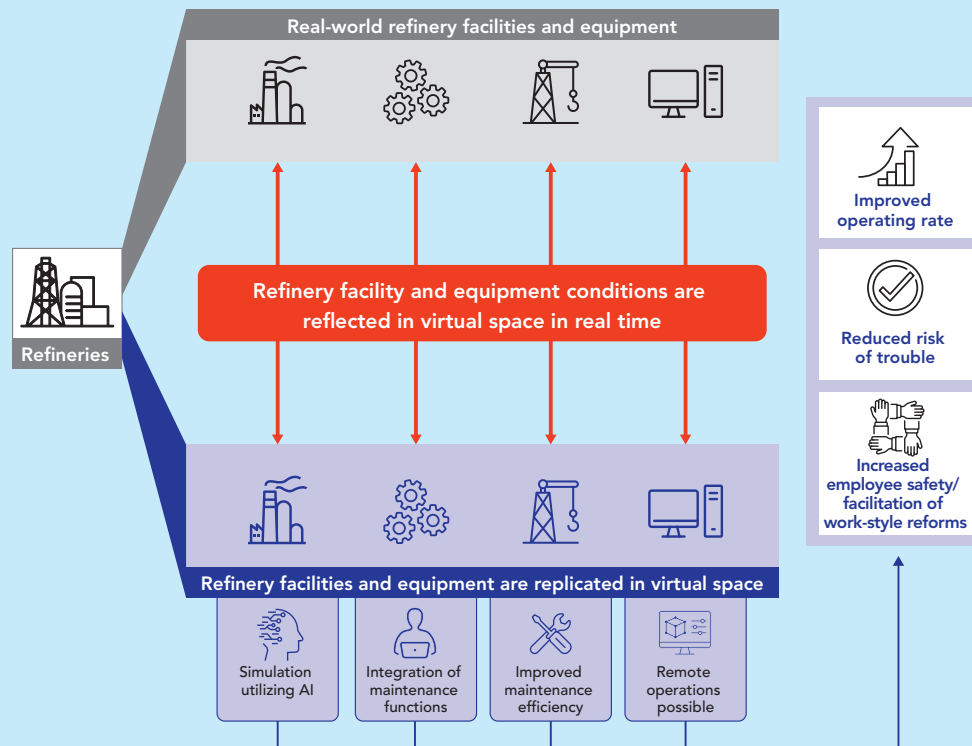 Real-world refinery facilities and equipment
Refineries
Refinery facility and equipment conditions are
reflected in virtual space in real time
Refinery facilities and equipment are replicated in virtual space
Simulation
utilizing AI
Integration of
maintenance
functions
Improved
maintenance
efficiency
Remote
operations
possible
Improved
operating rate
Reduced risk
of trouble
Increased
employee safety/
facilitation of
work-style reforms